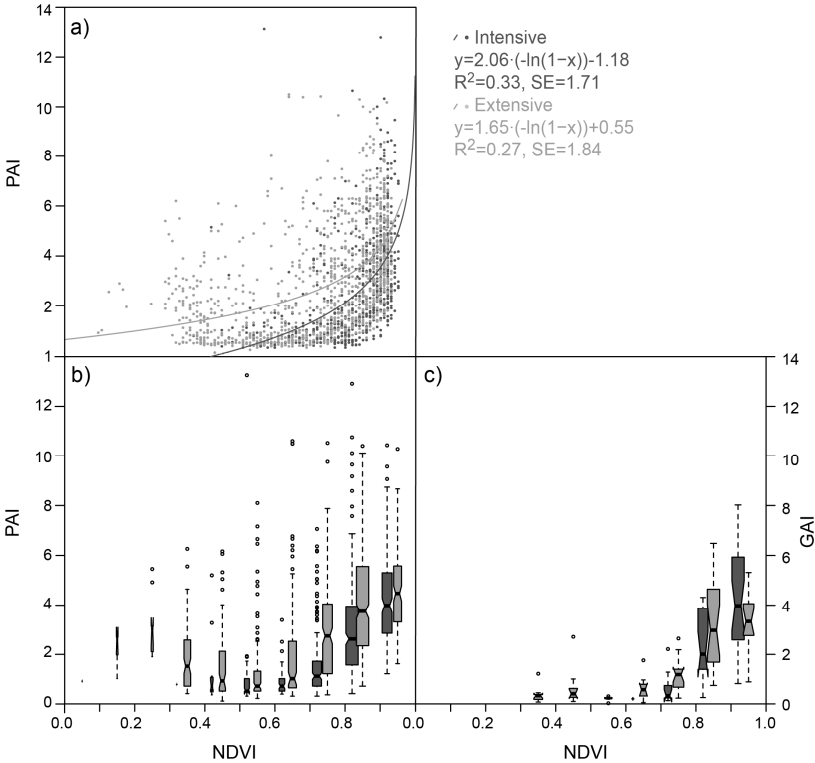 a)
14
12
10
8
6
4
2
1
PAI
Intensive
y=2.06·(-ln(1−x))-1.18
R²=0.33, SE=1.71
Extensive
y=1.65·(-ln(1−x))+0.55
R²=0.27, SE=1.84
b)
12
10
8
6
4
2
0
PAI
0.0 0.2 0.4 0.6 0.8 0.0
NDVI
c)
14
12
10
8
6
4
2
0
GAI
0.2 0.4 0.6 0.8 1.0
NDVI